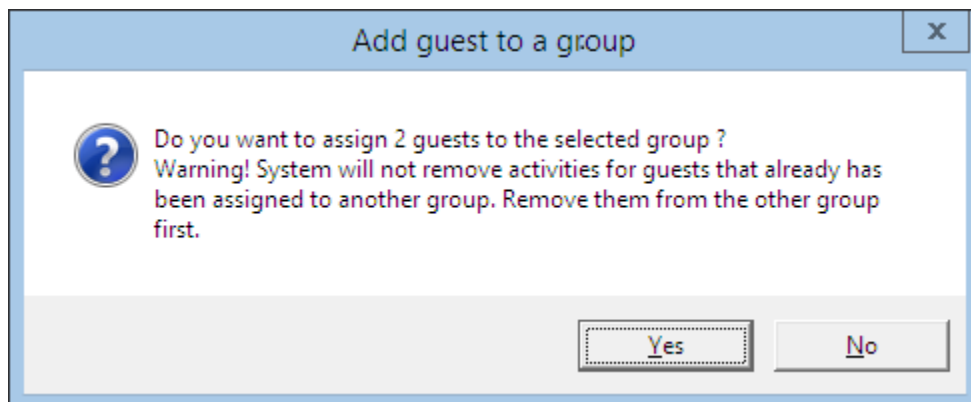 Add guest to a group
x
Do you want to assign 2 guests to the selected group ?
Warning! System will not remove activities for guests that already has
been assigned to another group. Remove them from the other group
first.
Yes
No